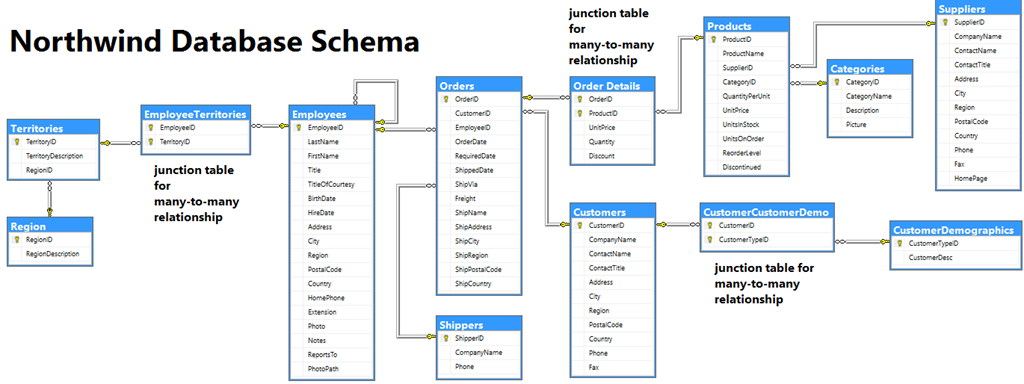 Northwind Database Schema
Territories
TerritoryID
TerritoryDescription
RegionID
Region
RegionID
RegionDescription
EmployeeTerritories
EmployeeID
TerritoryID
junction table
for
many-to-many
relationship
Employees
EmployeeID
LastName
FirstName
Title
TitleOfCourtesy
BirthDate
HireDate
Address
City
Region
PostalCode
Country
HomePhone
Extension
Photo
Notes
ReportsTo
PhotoPath
Orders
OrderID
CustomerID
EmployeeID
OrderDate
RequiredDate
ShippedDate
ShipVia
Freight
ShipName
ShipAddress
ShipCity
ShipRegion
ShipPostalCode
ShipCountry
Shippers
ShipperID
CompanyName
Phone
junction table
for
many-to-many
relationship
Order Details
OrderID
ProductID
UnitPrice
Quantity
Discount
Customers
CustomerID
CompanyName
ContactName
ContactTitle
Address
City
Region
PostalCode
Country
Phone
Fax
Products
ProductID
ProductName
SupplierID
CategoryID
QuantityPerUnit
UnitPrice
UnitsInStock
UnitsOnOrder
ReorderLevel
Discontinued
Categories
CategoryID
CategoryName
Description
Picture
Suppliers
SupplierID
CompanyName
ContactName
ContactTitle
Address
City
Region
PostalCode
Country
Phone
Fax
HomePage
CustomerCustomerDemo
CustomerID
CustomerTypeID
junction table for
many-to-many
relationship
CustomerDemographics
CustomerTypeID
CustomerDesc